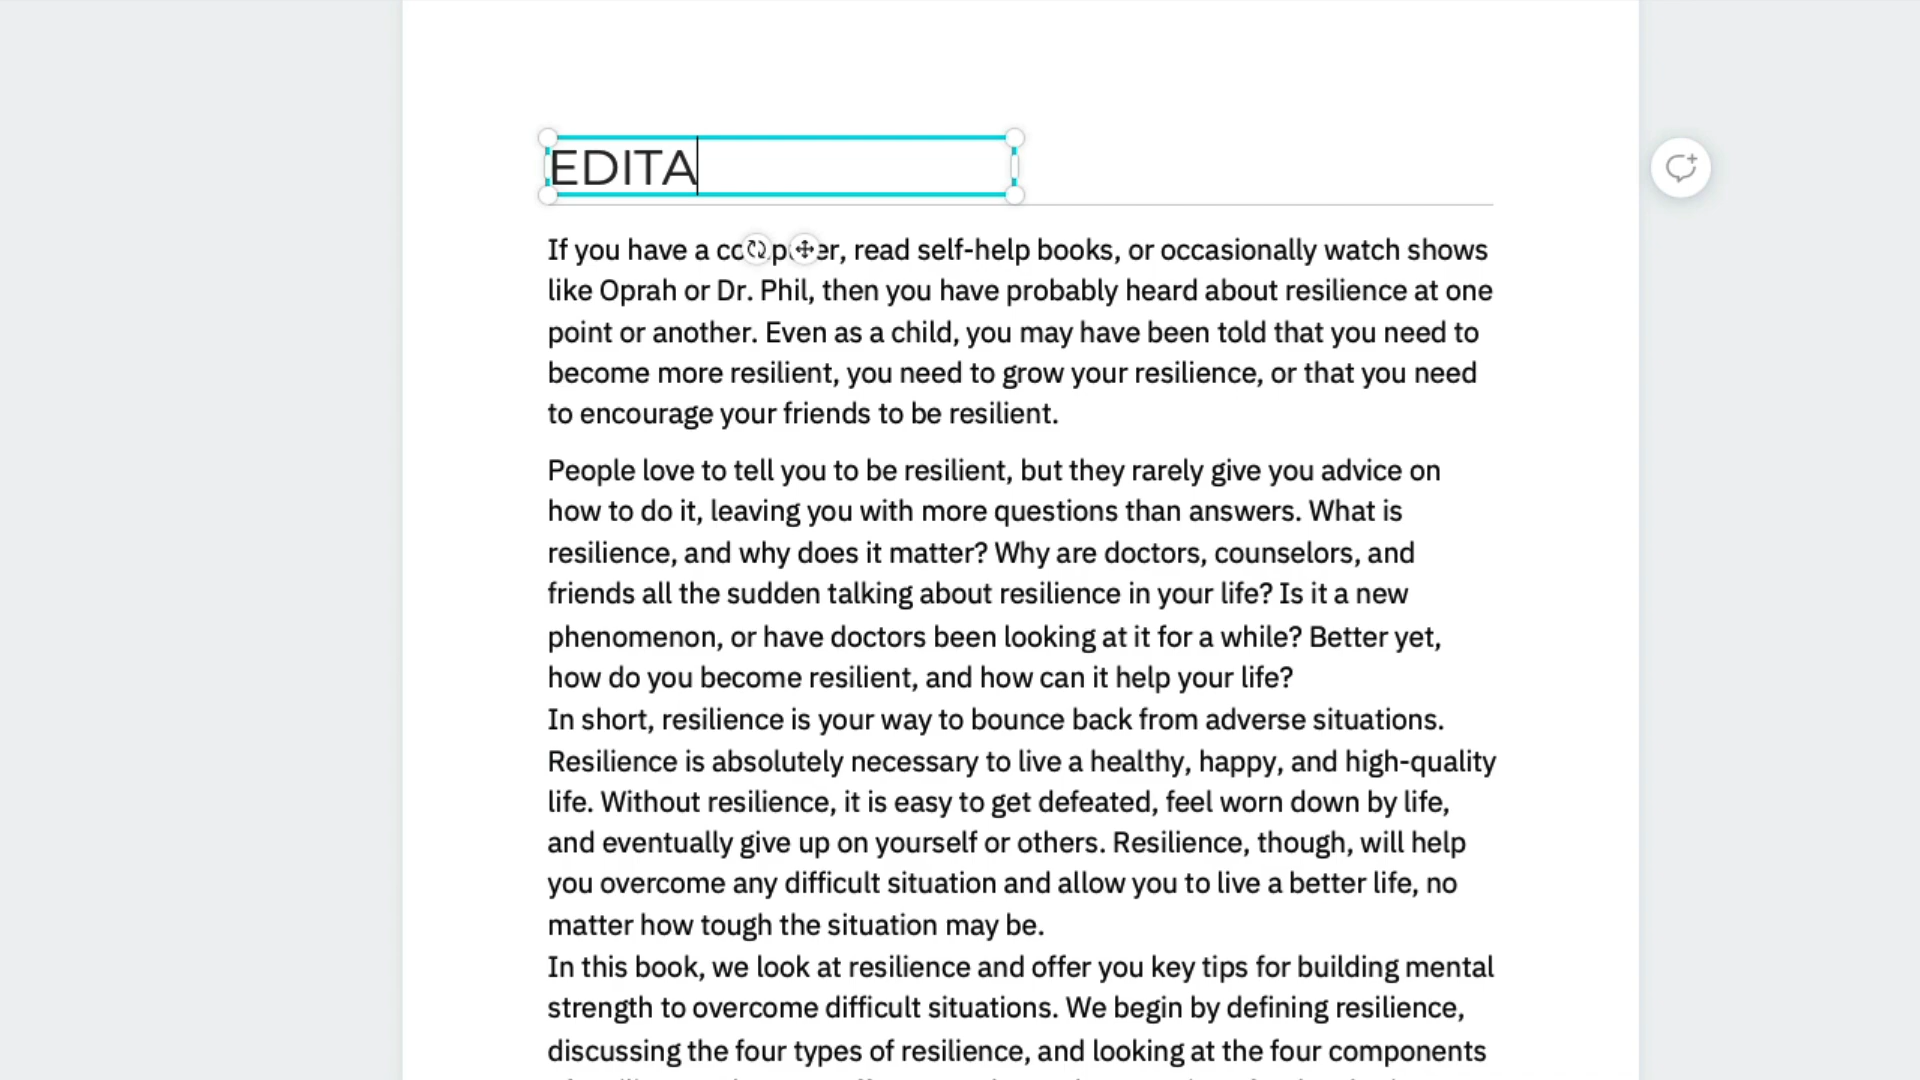 EDITA
If you have a co p er, read self-help books, or occasionally watch shows
like Oprah or Dr. Phil, then you have probably heard about resilience at one
point or another. Even as a child, you may have been told that you need to
become more resilient, you need to grow your resilience, or that you need
to encourage your friends to be resilient.
People love to tell you to be resilient, but they rarely give you advice on
how to do it, leaving you with more questions than answers. What is
resilience, and why does it matter? Why are doctors, counselors, and
friends all the sudden talking about resilience in your life? Is it a new
phenomenon, or have doctors been looking at it for a while? Better yet,
how do you become resilient, and how can it help your life?
In short, resilience is your way to bounce back from adverse situations.
Resilience is absolutely necessary to live a healthy, happy, and high-quality
life. Without resilience, it is easy to get defeated, feel worn down by life,
and eventually give up on yourself or others. Resilience, though, will help
you overcome any difficult situation and allow you to live a better life, no
matter how tough the situation may be.
In this book, we look at resilience and offer you key tips for building mental
strength to overcome difficult situations. We begin by defining resilience,
discussing the four types of resilience, and looking at the four components